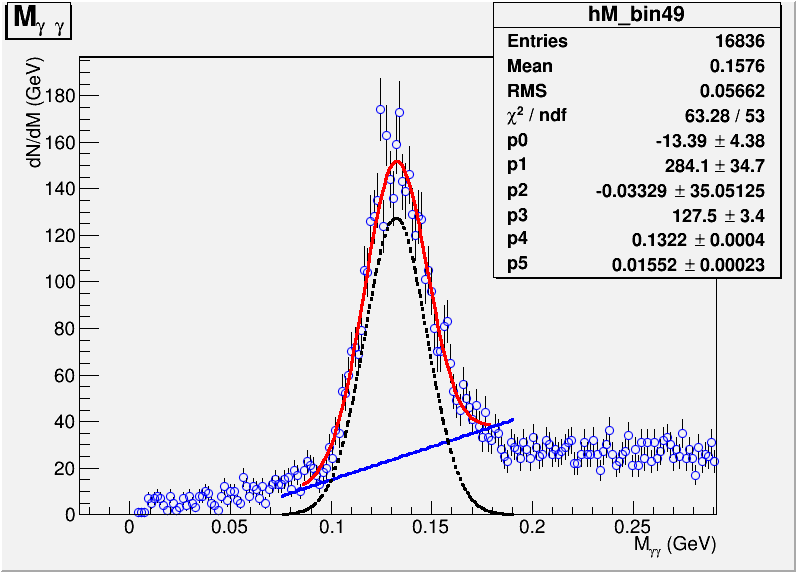 M γ γ
hM_bin49
Entries 16836
Mean 0.1576
RMS 0.05662
χ² / ndf 63.28 / 53
p0 -13.39 ± 4.38
p1 284.1 ± 34.7
p2 -0.03329 ± 35.05125
p3 127.5 ± 3.4
p4 0.1322 ± 0.0004
p5 0.01552 ± 0.00023
dN/dM (GeV)
180
160
140
120
100
80
60
40
20
0
0 0.05 0.1 0.15 0.2 0.25
Mγγ (GeV)